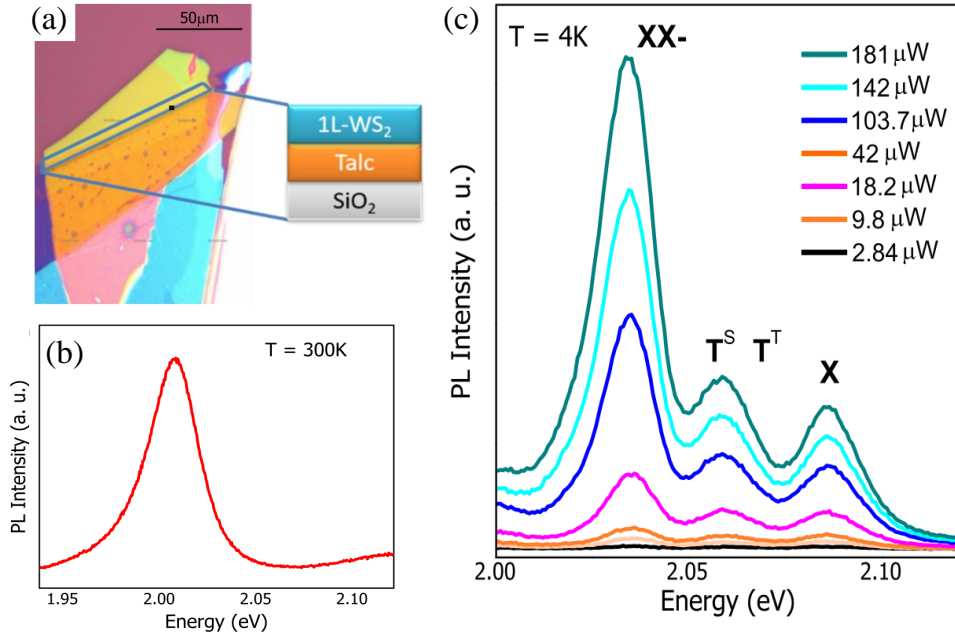 (a)
50μm
1L-WS₂
Talc
SiO₂
(b)
T = 300K
PL Intensity (a. u.)
1.95 2.00 2.05 2.10
Energy (eV)
(c)
T = 4K
XX-
181 μW
142 μW
103.7μW
42 μW
18.2 μW
9.8 μW
2.84 μW
Tˢ Tᵀ
X
PL Intensity (a. u.)
2.00 2.05 2.10
Energy (eV)